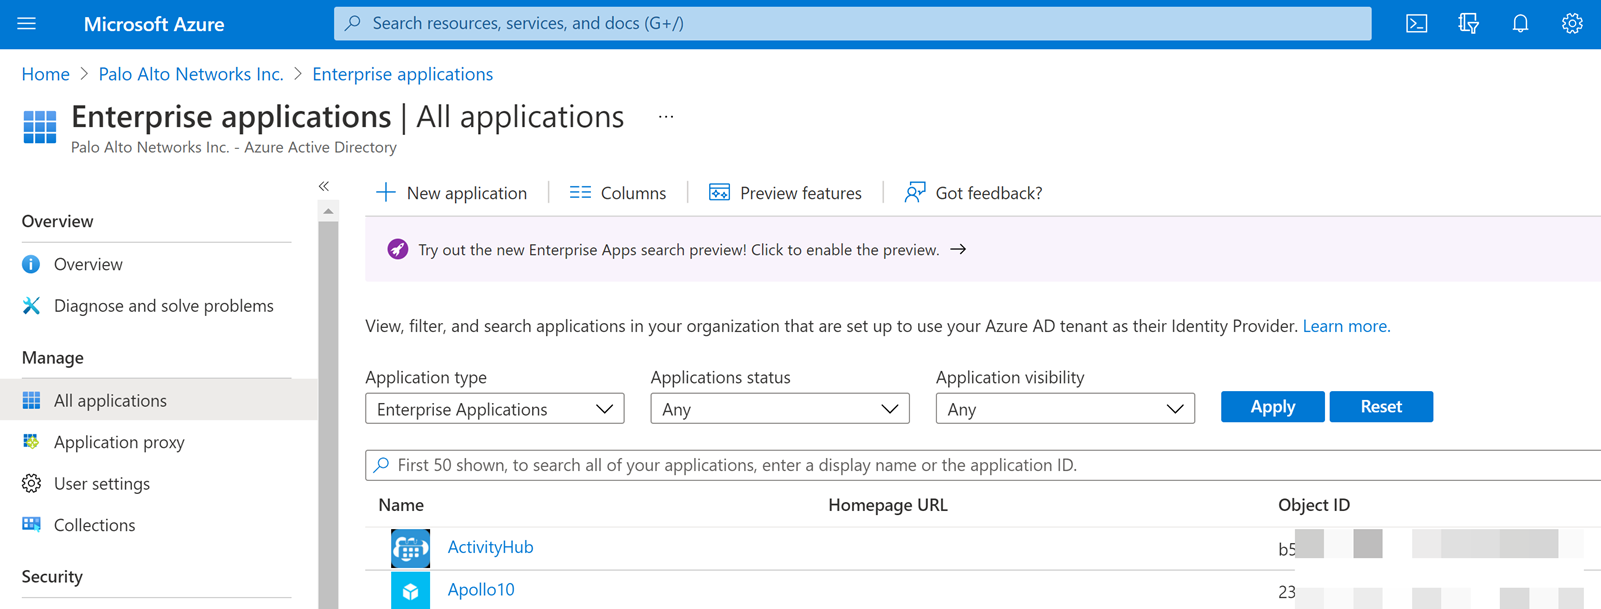 Microsoft Azure
Search resources, services, and docs (G+/)
Home > Palo Alto Networks Inc. > Enterprise applications
Enterprise applications | All applications ...
Palo Alto Networks Inc. - Azure Active Directory
«
Overview
Overview
Diagnose and solve problems
Manage
All applications
Application proxy
User settings
Collections
Security
New application
Columns
Preview features
Got feedback?
Try out the new Enterprise Apps search preview! Click to enable the preview. →
View, filter, and search applications in your organization that are set up to use your Azure AD tenant as their Identity Provider. Learn more.
Application type
Enterprise Applications
Applications status
Any
Application visibility
Any
Apply
Reset
First 50 shown, to search all of your applications, enter a display name or the application ID.
Name Homepage URL Object ID
ActivityHub b5
Apollo10 23